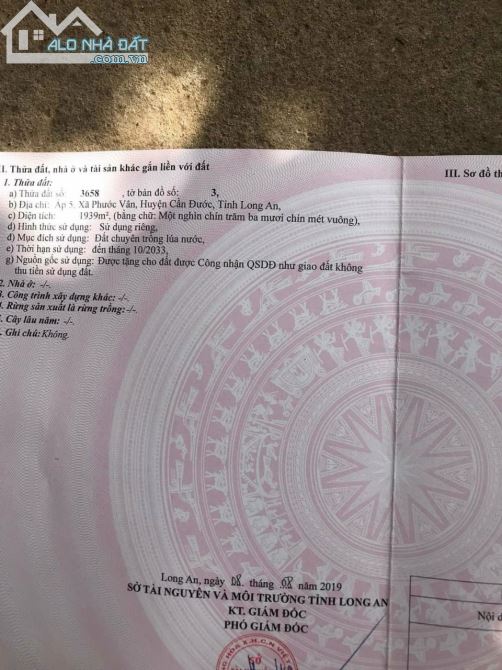 ALO NHÀ ĐẤT
.com.vn
II. Thửa đất, nhà ở và tài sản khác gắn liền với đất
III. Sơ đồ th
1. Thửa đất:
a) Thửa đất số: 3658 , tờ bản đồ số: 3,
b) Địa chỉ: Ấp 5, Xã Phước Vân, Huyện Cần Đước, Tỉnh Long An,
c) Diện tích: 1939m², (bằng chữ: Một nghìn chín trăm ba mươi chín mét vuông),
d) Hình thức sử dụng: Sử dụng riêng,
đ) Mục đích sử dụng: Đất chuyên trồng lúa nước,
e) Thời hạn sử dụng: đến tháng 10/2033,
g) Nguồn gốc sử dụng: Được tặng cho đất được Công nhận QSDĐ như giao đất không
thu tiền sử dụng đất.
2. Nhà ở: -/-
3. Công trình xây dựng khác: -/-
4. Rừng sản xuất là rừng trồng:-/-
. Cây lâu năm: -/-
. Ghi chú:Không.
Long An, ngày 08 tháng 08 năm 2019
SỞ TÀI NGUYÊN VÀ MÔI TRƯỜNG TỈNH LONG AN
KT. GIÁM ĐỐC
PHÓ GIÁM ĐỐC
Nội d
HÒA X.H.C.N VIỆT
SỞ